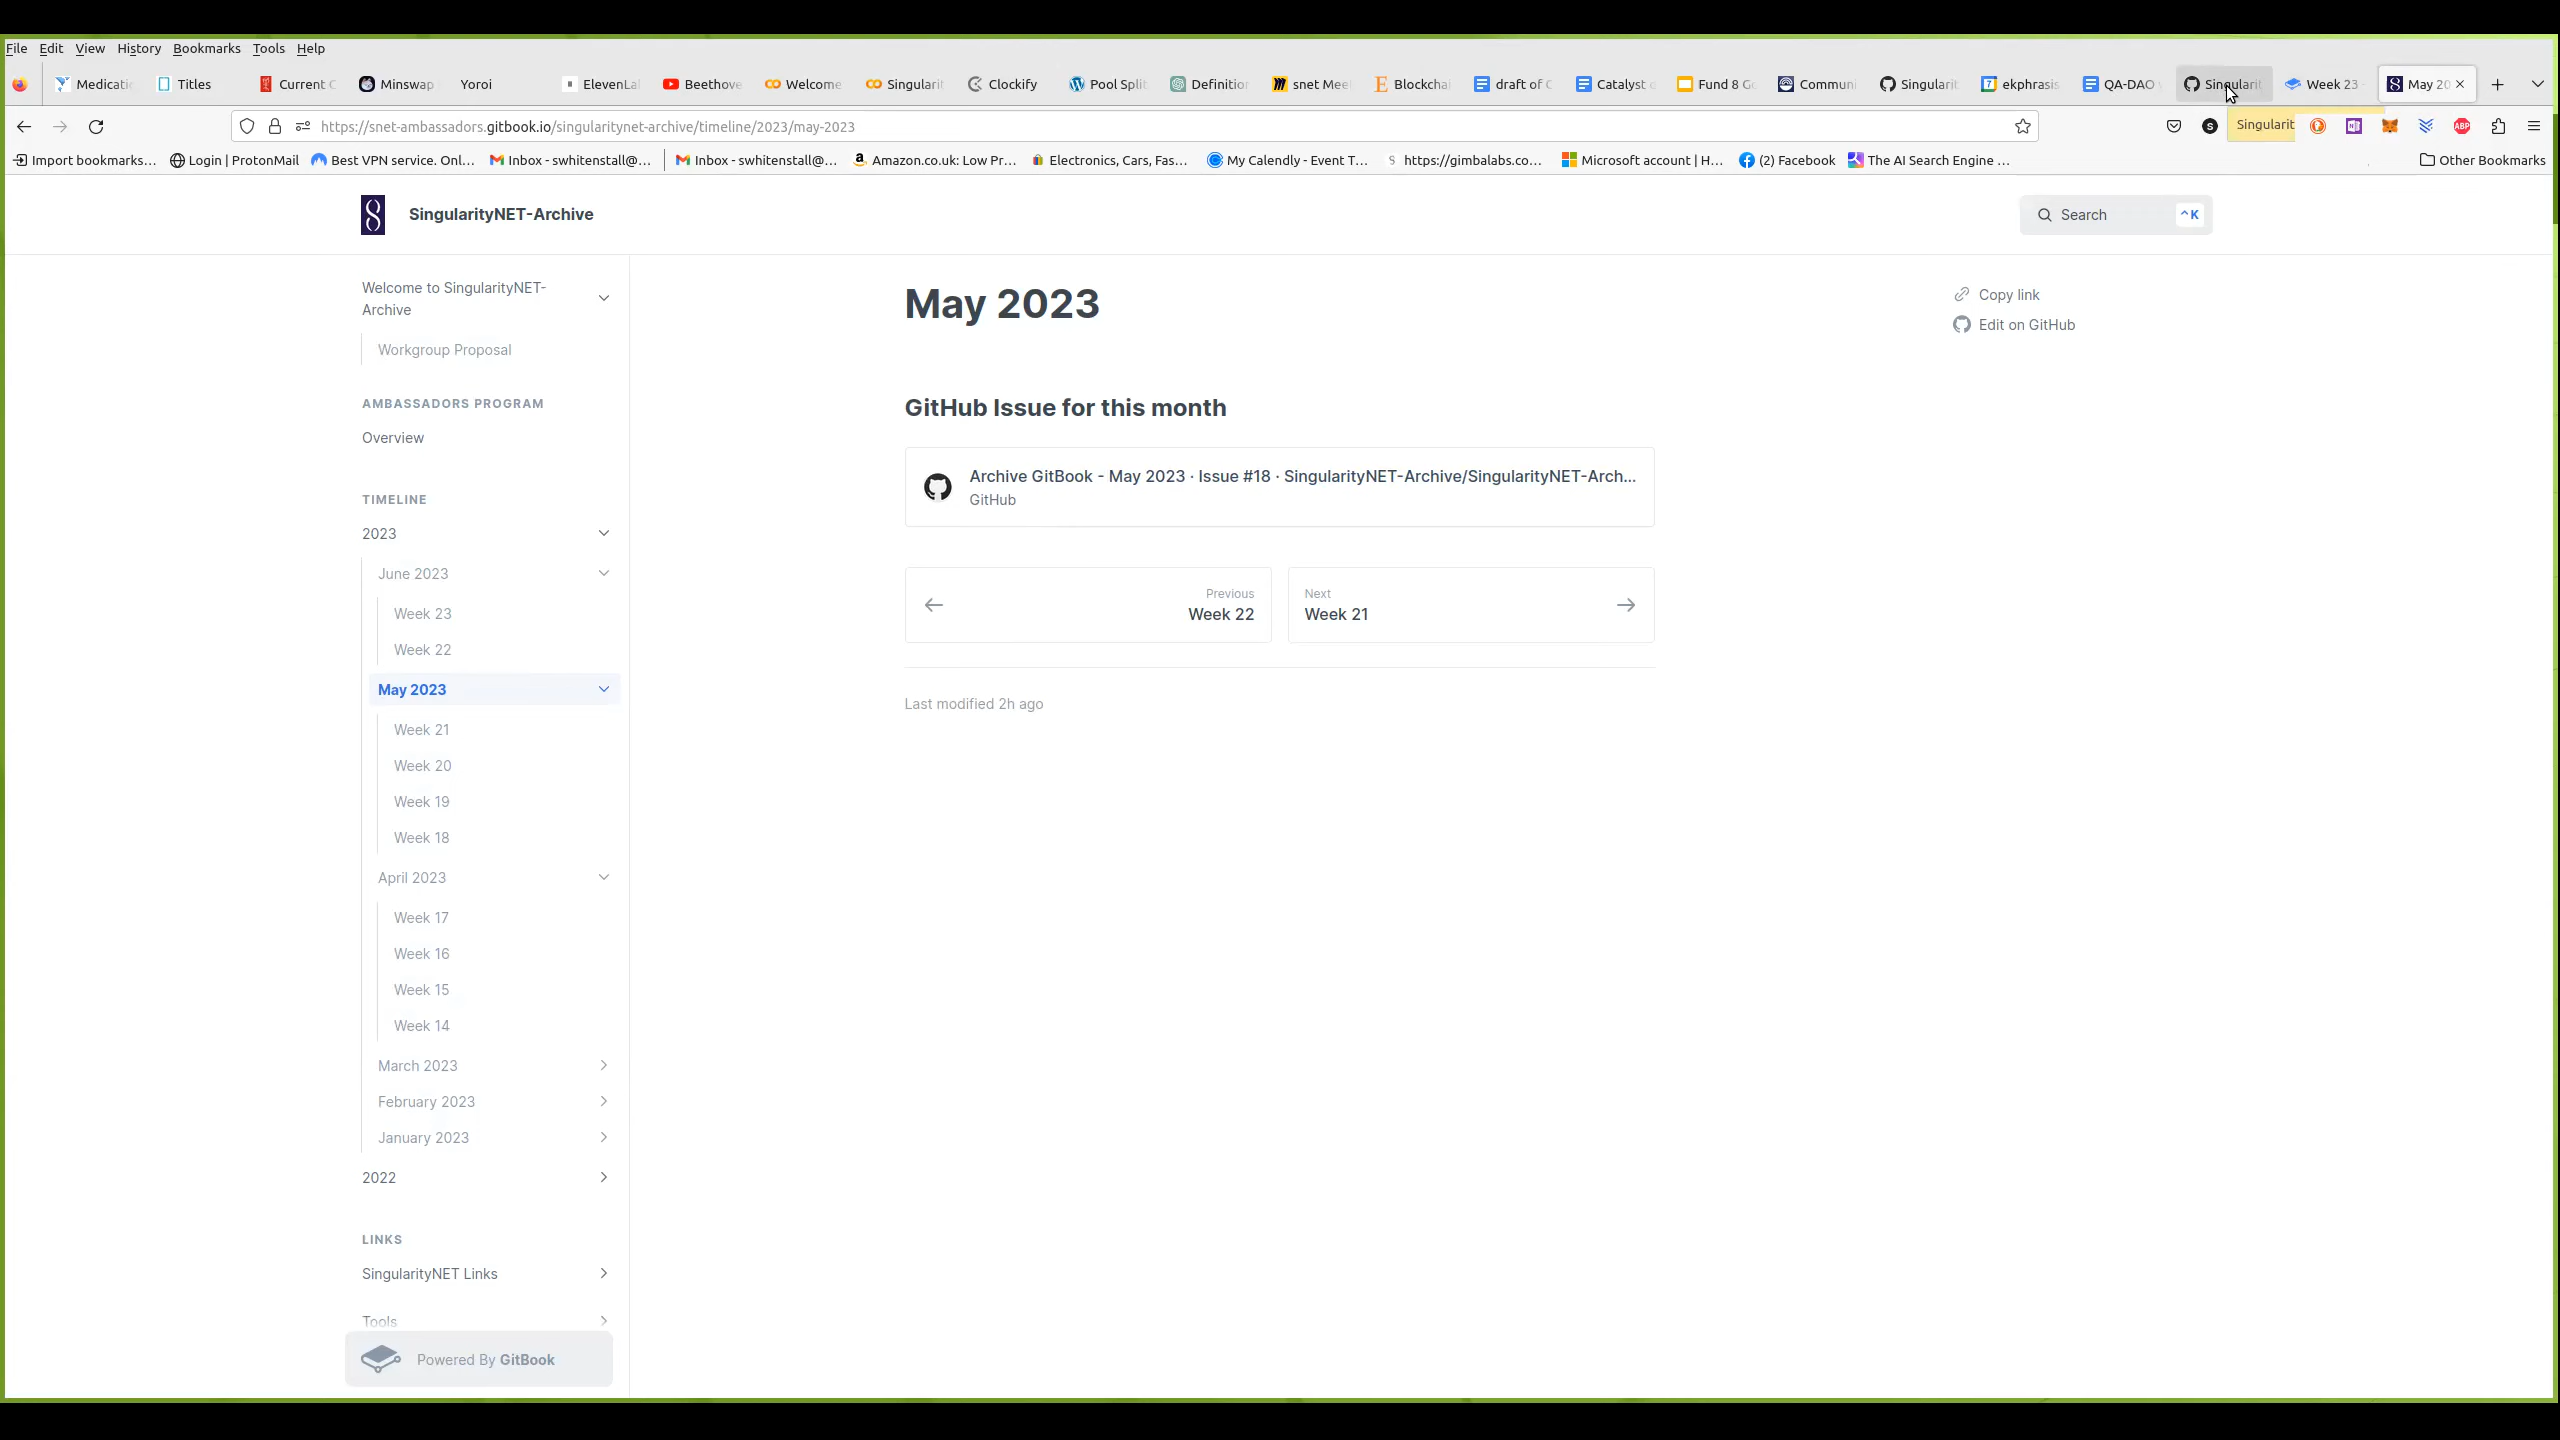 File Edit View History Bookmarks Tools Help
Medicati Titles Current C Minswap Yoroi ElevenLa Beethove Welcome Singularit Clockify Pool Split Definition snet Mee Blockchai draft of C Catalyst Fund 8 Go Communi Singularit ekphrasis QA-DAO Singularit Week 23 - May 20
https://snet-ambassadors.gitbook.io/singularitynet-archive/timeline/2023/may-2023
Singularit
Import bookmarks... Login | ProtonMail Best VPN service. Onl... Inbox - swhitenstall@... Inbox - swhitenstall@... Amazon.co.uk: Low Pr... Electronics, Cars, Fas... My Calendly - Event T... https://gimbalabs.co... Microsoft account | H... (2) Facebook The AI Search Engine ... Other Bookmarks
SingularityNET-Archive
Search ^K
Welcome to SingularityNET-
Archive
Workgroup Proposal
AMBASSADORS PROGRAM
Overview
TIMELINE
2023
June 2023
Week 23
Week 22
May 2023
Week 21
Week 20
Week 19
Week 18
April 2023
Week 17
Week 16
Week 15
Week 14
March 2023
February 2023
January 2023
2022
LINKS
SingularityNET Links
Tools
Powered By GitBook
May 2023
GitHub Issue for this month
Archive GitBook - May 2023 · Issue #18 · SingularityNET-Archive/SingularityNET-Arch...
GitHub
Previous
Week 22
Next
Week 21
Last modified 2h ago
Copy link
Edit on GitHub